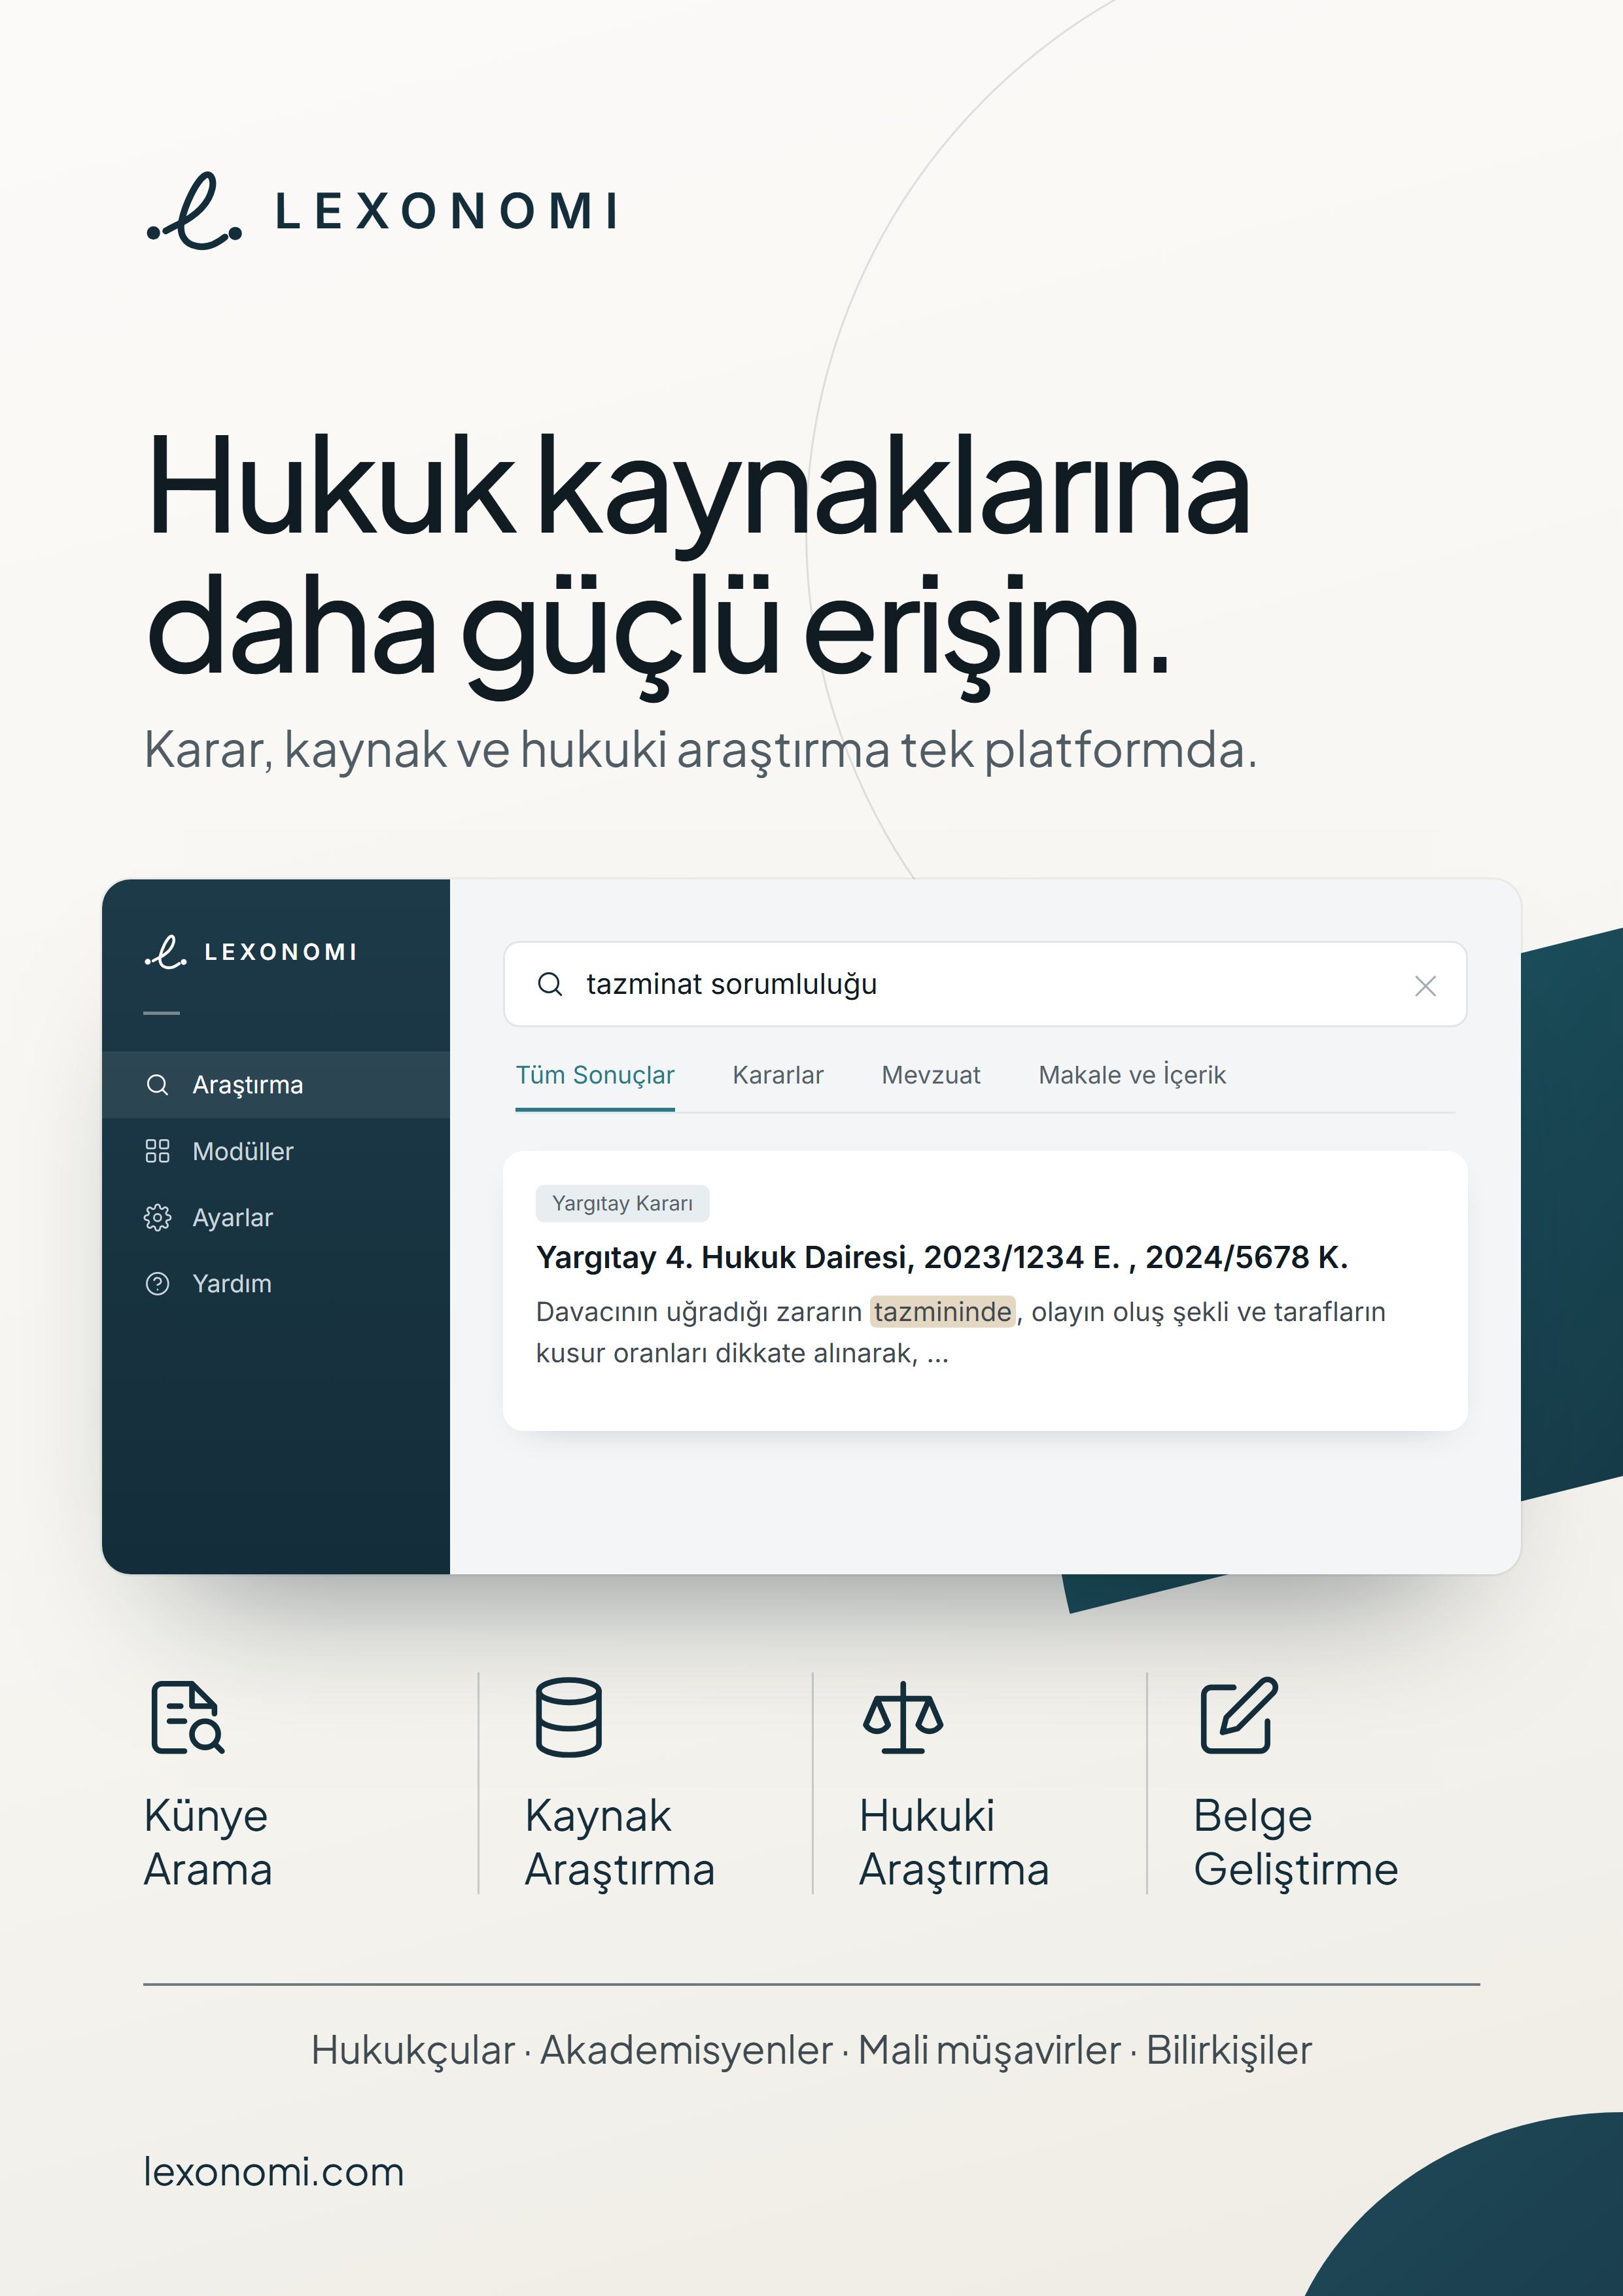 LEXONOMI
Hukuk kaynaklarına
daha güçlü erişim.
Karar, kaynak ve hukuki araştırma tek platformda.
LEXONOMI
Araştırma
Modüller
Ayarlar
Yardım
tazminat sorumluluğu
Tüm Sonuçlar Kararlar Mevzuat Makale ve İçerik
Yargıtay Kararı
Yargıtay 4. Hukuk Dairesi, 2023/1234 E. , 2024/5678 K.
Davacının uğradığı zararın tazmininde, olayın oluş şekli ve tarafların
kusur oranları dikkate alınarak, ...
Künye
Arama
Kaynak
Araştırma
Hukuki
Araştırma
Belge
Geliştirme
Hukukçular · Akademisyenler · Mali müşavirler · Bilirkişiler
lexonomi.com